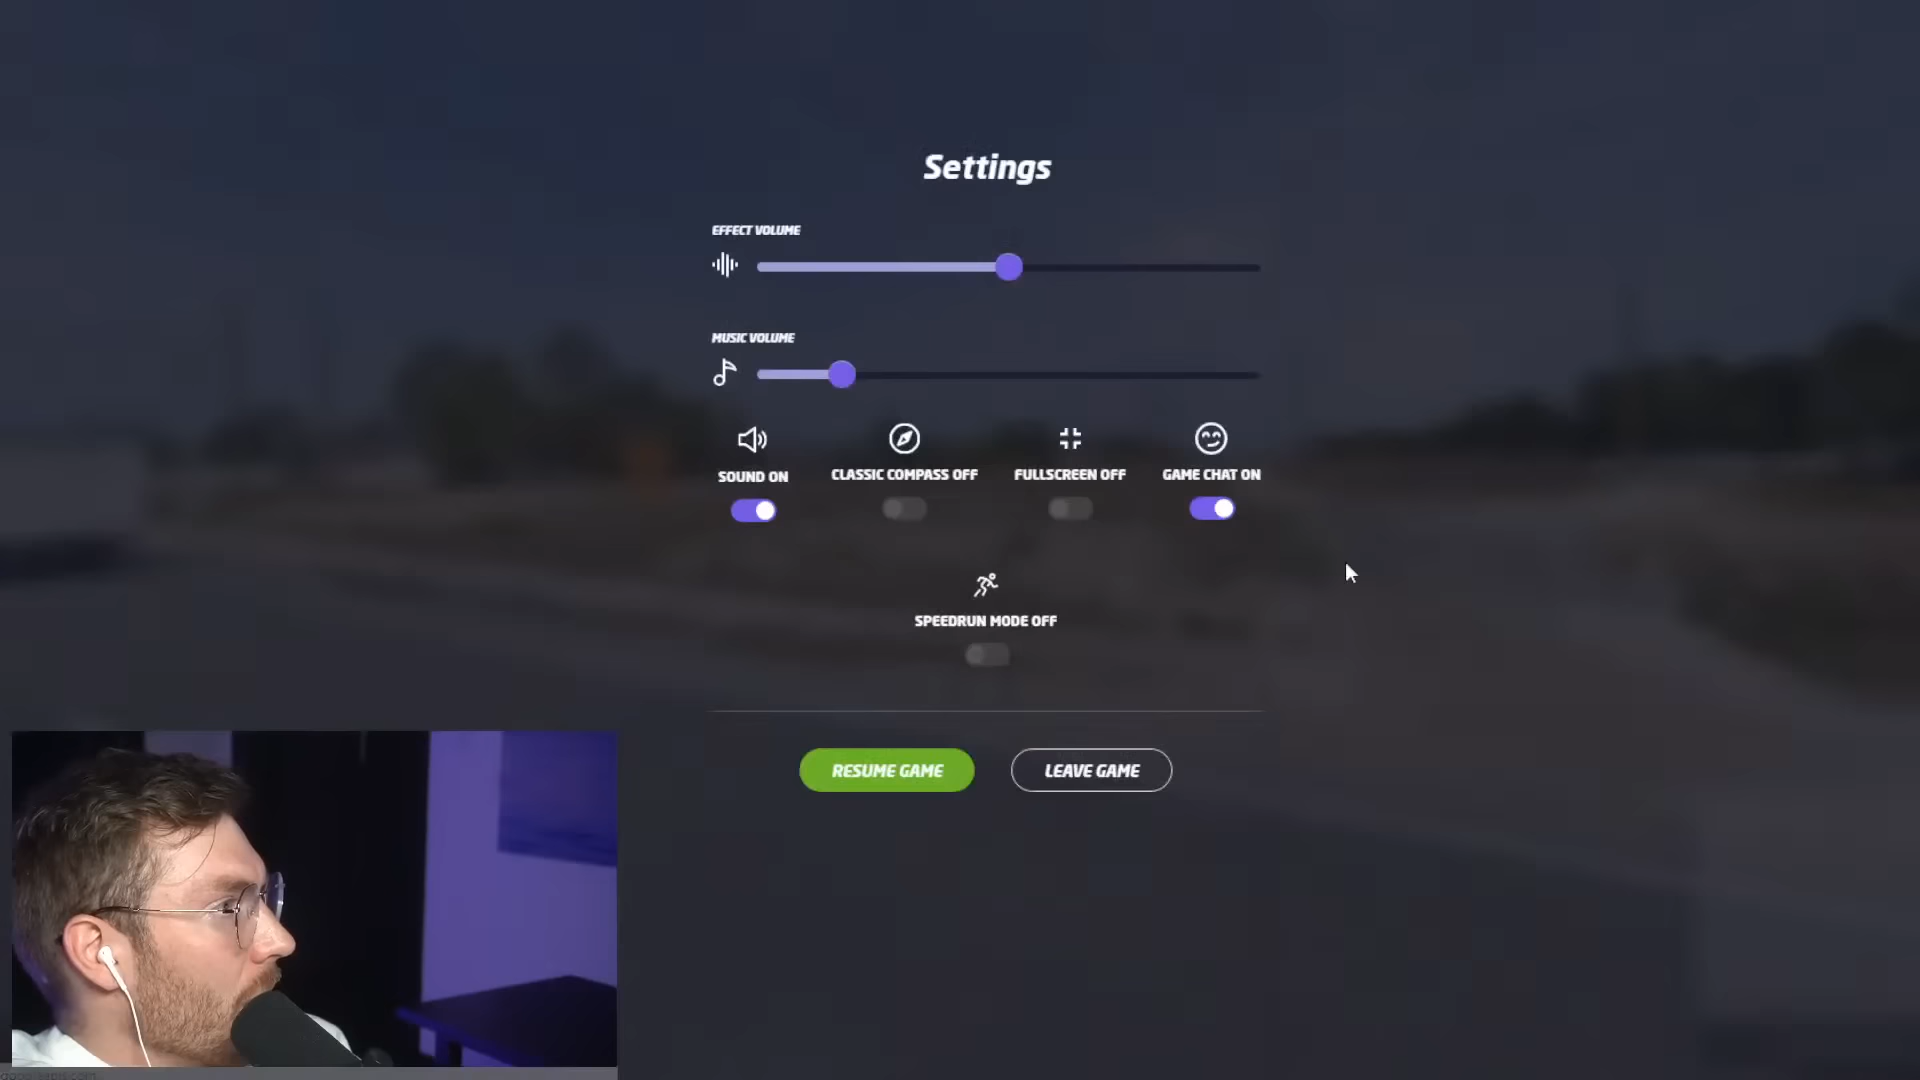 Settings
EFFECT VOLUME
MUSIC VOLUME
SOUND ON
CLASSIC COMPASS OFF
FULLSCREEN OFF
GAME CHAT ON
SPEEDRUN MODE OFF
RESUME GAME
LEAVE GAME